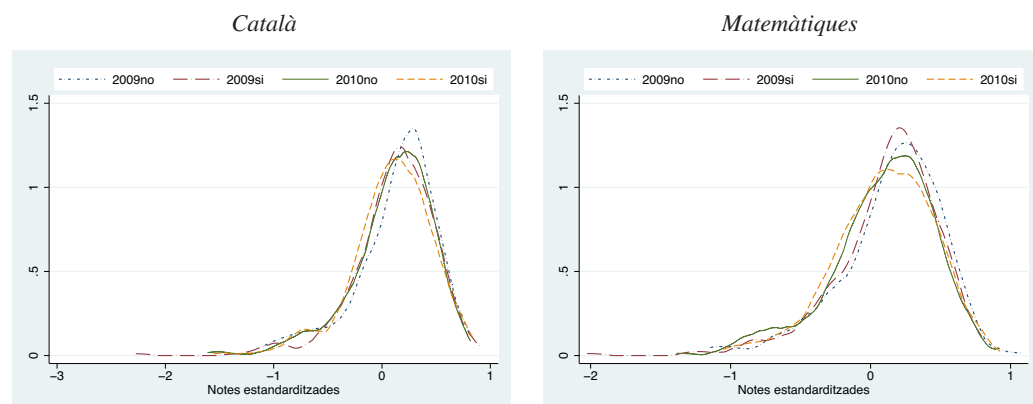 Català
2009no 2009si 2010no 2010si
1.5
1
.5
0
−3 −2 −1 0 1
Notes estandarditzades
Matemàtiques
2009no 2009si 2010no 2010si
1.5
1
.5
0
−2 −1 0 1
Notes estandarditzades